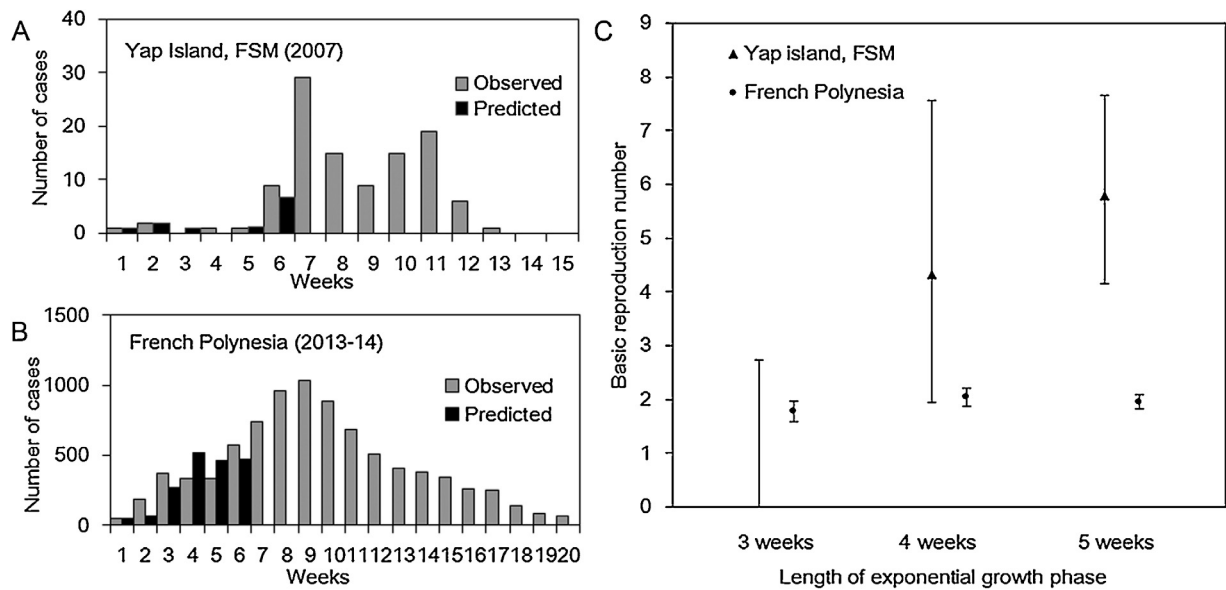 A
Yap Island, FSM (2007)
Observed
Predicted
Number of cases
40
30
20
10
0
1 2 3 4 5 6 7 8 9 10 11 12 13 14 15
Weeks
B
French Polynesia (2013-14)
Observed
Predicted
Number of cases
1500
1000
500
0
1 2 3 4 5 6 7 8 9 10 11 12 13 14 15 16 17 18 19 20
Weeks
C
Yap island, FSM
French Polynesia
Basic reproduction number
9
8
7
6
5
4
3
2
1
0
3 weeks 4 weeks 5 weeks
Length of exponential growth phase